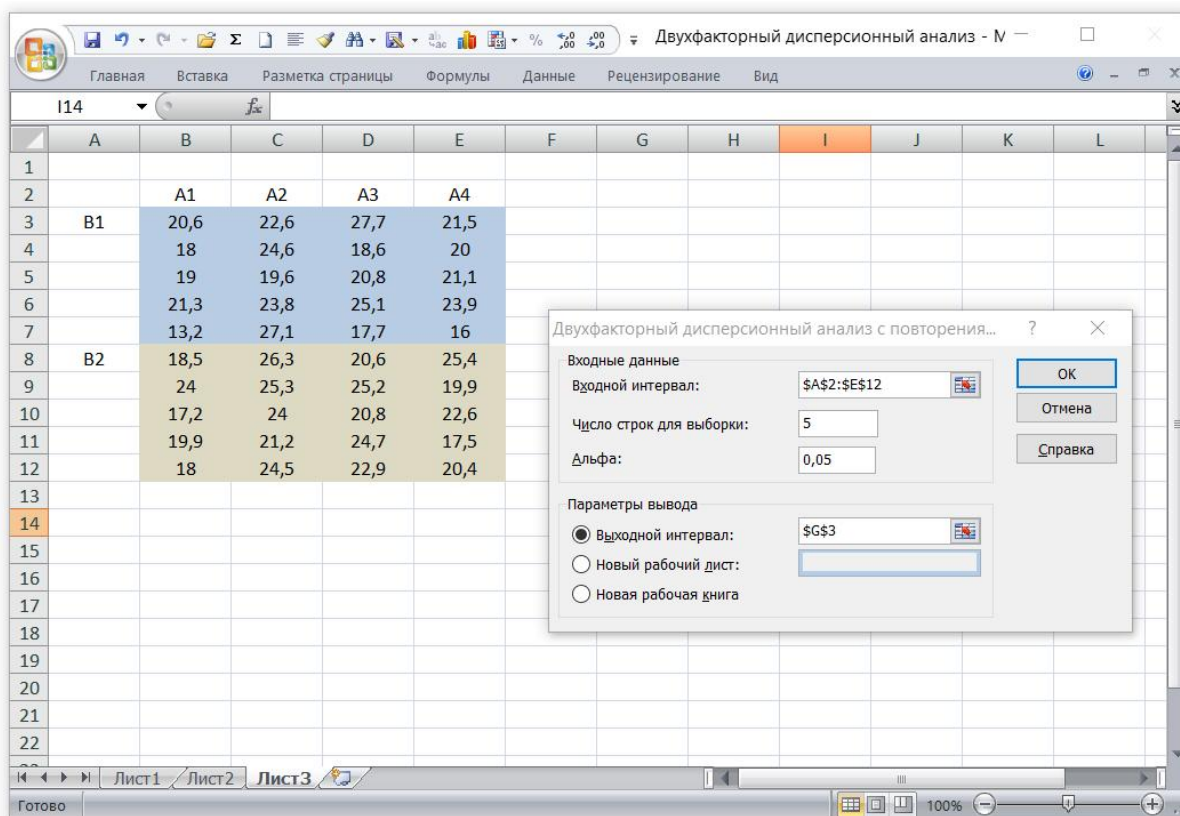 Двухфакторный дисперсионный анализ - M
Главная Вставка Разметка страницы Формулы Данные Рецензирование Вид
I14 fx
A B C D E F G H I J K L
1
2 A1 A2 A3 A4
3 B1 20,6 22,6 27,7 21,5
4 18 24,6 18,6 20
5 19 19,6 20,8 21,1
6 21,3 23,8 25,1 23,9
7 13,2 27,1 17,7 16
8 B2 18,5 26,3 20,6 25,4
9 24 25,3 25,2 19,9
10 17,2 24 20,8 22,6
11 19,9 21,2 24,7 17,5
12 18 24,5 22,9 20,4
13
14
15
16
17
18
19
20
21
22
Двухфакторный дисперсионный анализ с повторения... ?
Входные данные
Входной интервал: $A$2:$E$12
Число строк для выборки: 5
Альфа: 0,05
OK
Отмена
Справка
Параметры вывода
Выходной интервал: $G$3
Новый рабочий лист:
Новая рабочая книга
Лист1 Лист2 Лист3
Готово 100%